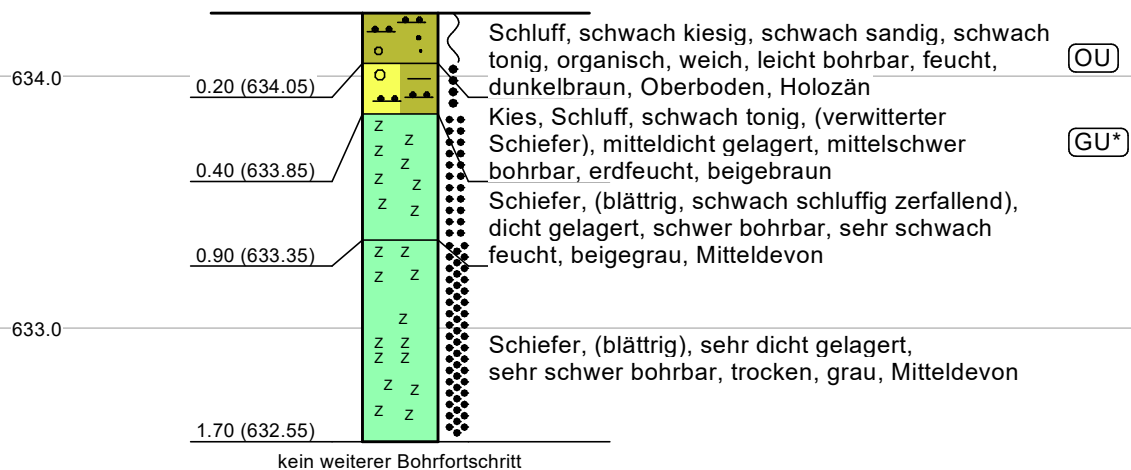 Schluff, schwach kiesig, schwach sandig, schwach
tonig, organisch, weich, leicht bohrbar, feucht,
dunkelbraun, Oberboden, Holozän
OU
634.0
0.20 (634.05)
Kies, Schluff, schwach tonig, (verwitterter
Schiefer), mitteldicht gelagert, mittelschwer
bohrbar, erdfeucht, beigebraun
GU*
0.40 (633.85)
Schiefer, (blättrig, schwach schluffig zerfallend),
dicht gelagert, schwer bohrbar, sehr schwach
feucht, beigegrau, Mitteldevon
0.90 (633.35)
633.0
Schiefer, (blättrig), sehr dicht gelagert,
sehr schwer bohrbar, trocken, grau, Mitteldevon
1.70 (632.55)
z z z z z z z z z
z z z z z z z z z z z z z
kein weiterer Bohrfortschritt